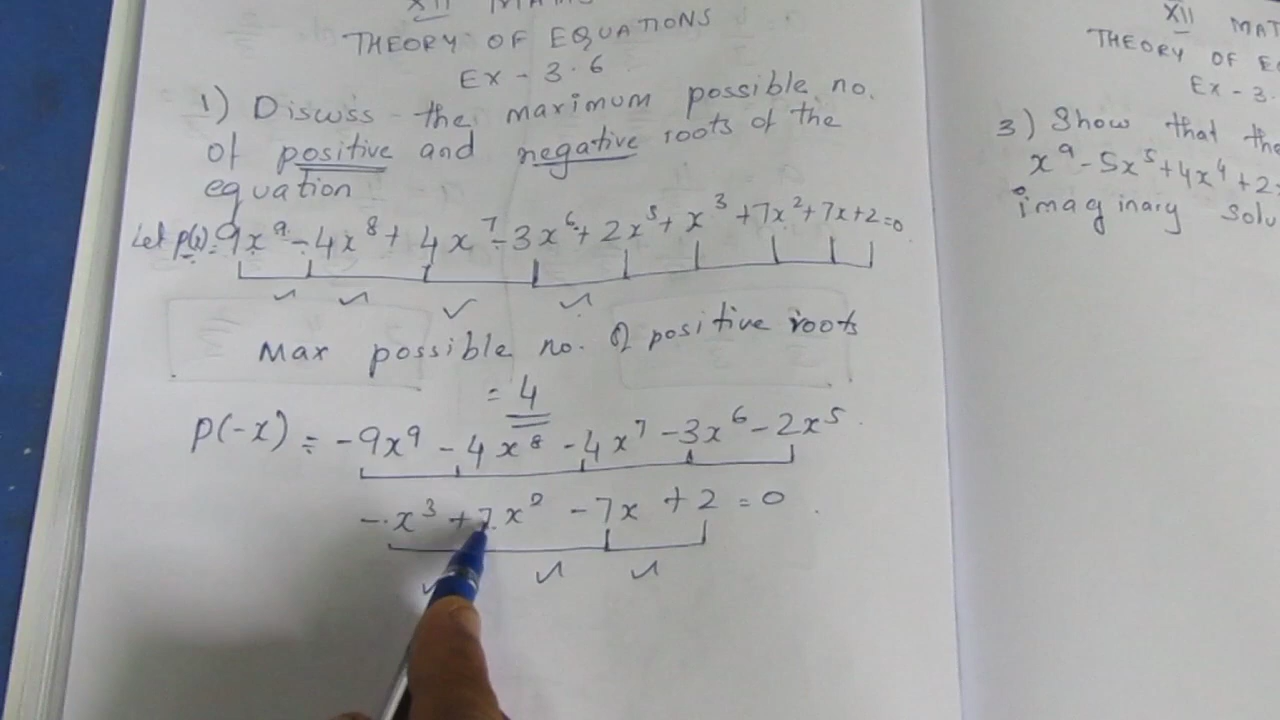 XII MATHS
THEORY OF EQUATIONS
EX - 3.6
1) Discuss the maximum possible no.
of positive and negative roots of the
equation
Let p(x) = 9x⁹ - 4x⁸ + 4x⁷ - 3x⁶ + 2x⁵ + x³ + 7x² + 7x + 2 = 0
Max possible no. of positive roots
= 4
P(-x) = -9x⁹ - 4x⁸ - 4x⁷ - 3x⁶ - 2x⁵
- x³ + 7x² - 7x + 2 = 0
XII MAT
THEORY OF E
EX - 3.
3) Show that the
x⁹ - 5x⁵ + 4x⁴ + 2
imaginary solu